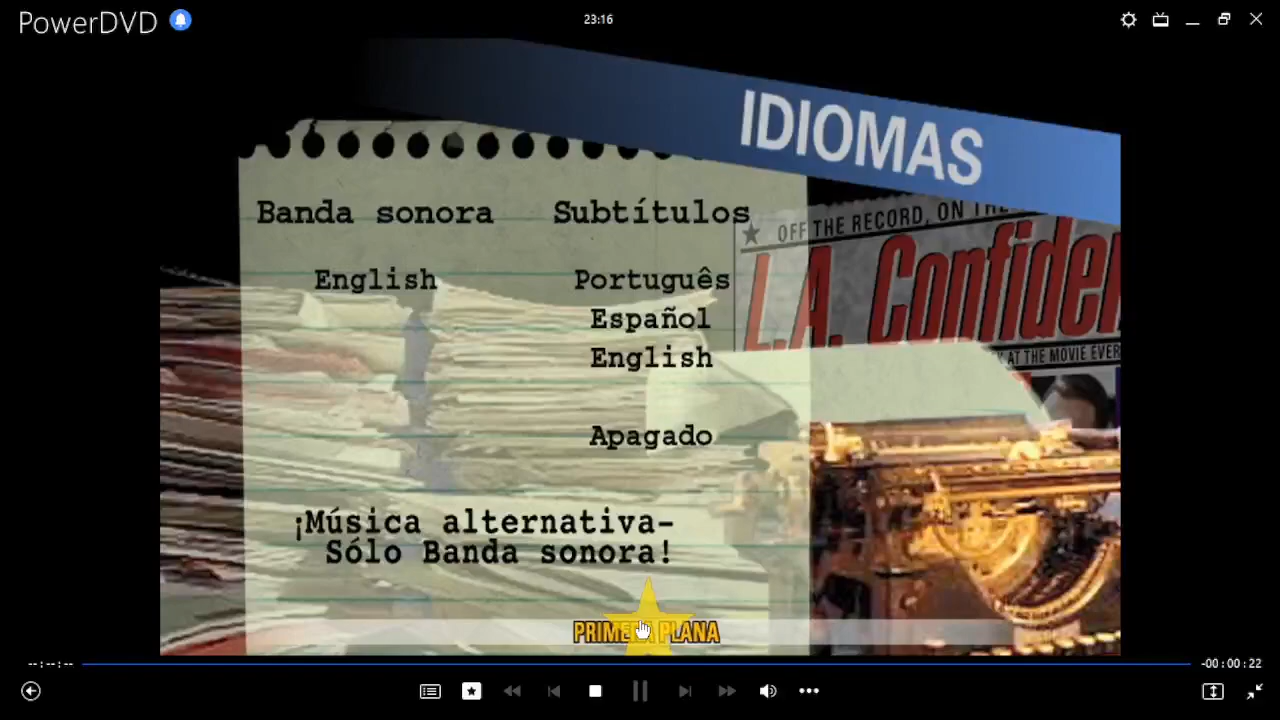 PowerDVD
23:16
IDIOMAS
Banda sonora
Subtítulos
OFF THE RECORD, ON THE
L.A. Confiden
AT THE MOVIE EVER
English
Português
Español
English
Apagado
¡Música alternativa-
Sólo Banda sonora!
PRIMERA PLANA
--:--:--
-00:00:22